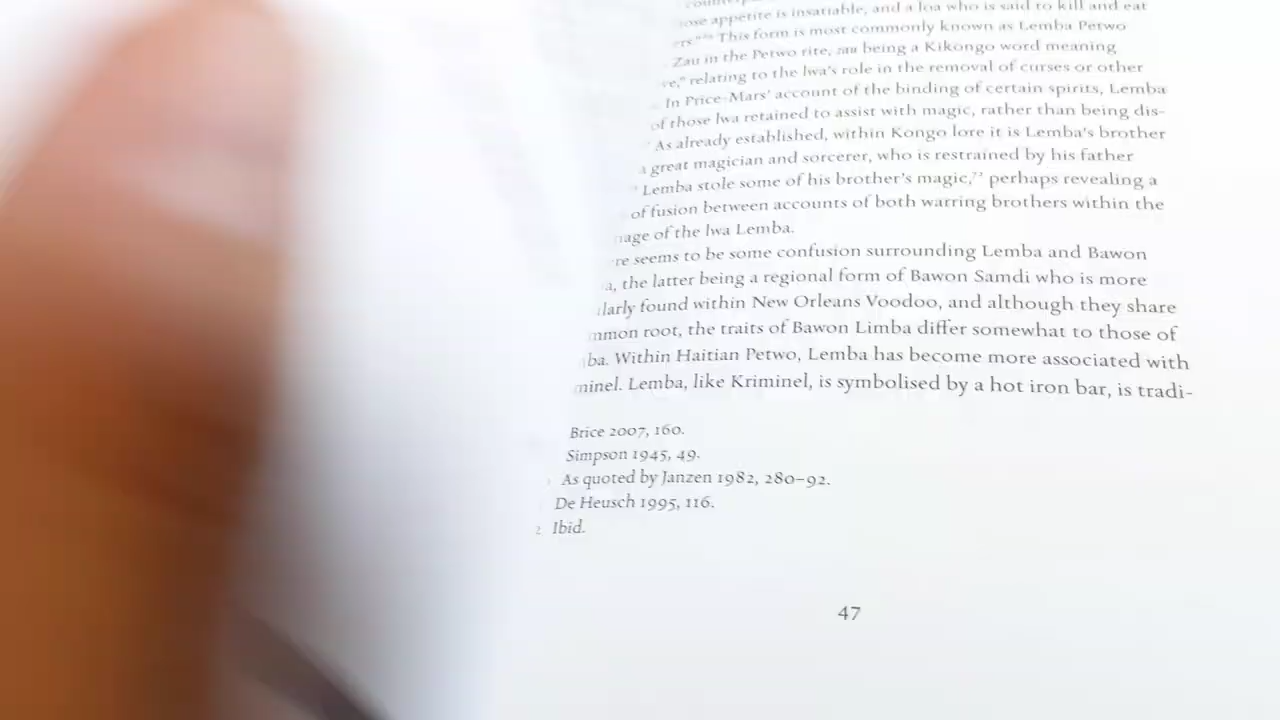 ose appetite is insatiable, and a loa who is said to kill and eat
This form is most commonly known as Lemba Petwo
Zau in the Petwo rite, zau being a Kikongo word meaning
relating to the lwa's role in the removal of curses or other
In Price-Mars' account of the binding of certain spirits, Lemba
of those lwa retained to assist with magic, rather than being dis-
As already established, within Kongo lore it is Lemba's brother
a great magician and sorcerer, who is restrained by his father
Lemba stole some of his brother's magic, perhaps revealing a
of fusion between accounts of both warring brothers within the
age of the lwa Lemba.
re seems to be some confusion surrounding Lemba and Bawon
a, the latter being a regional form of Bawon Samdi who is more
larly found within New Orleans Voodoo, and although they share
mmon root, the traits of Bawon Limba differ somewhat to those of
ba. Within Haitian Petwo, Lemba has become more associated with
minel. Lemba, like Kriminel, is symbolised by a hot iron bar, is tradi-
Brice 2007, 160.
Simpson 1945, 49.
As quoted by Janzen 1982, 280–92.
De Heusch 1995, 116.
2 Ibid.
47